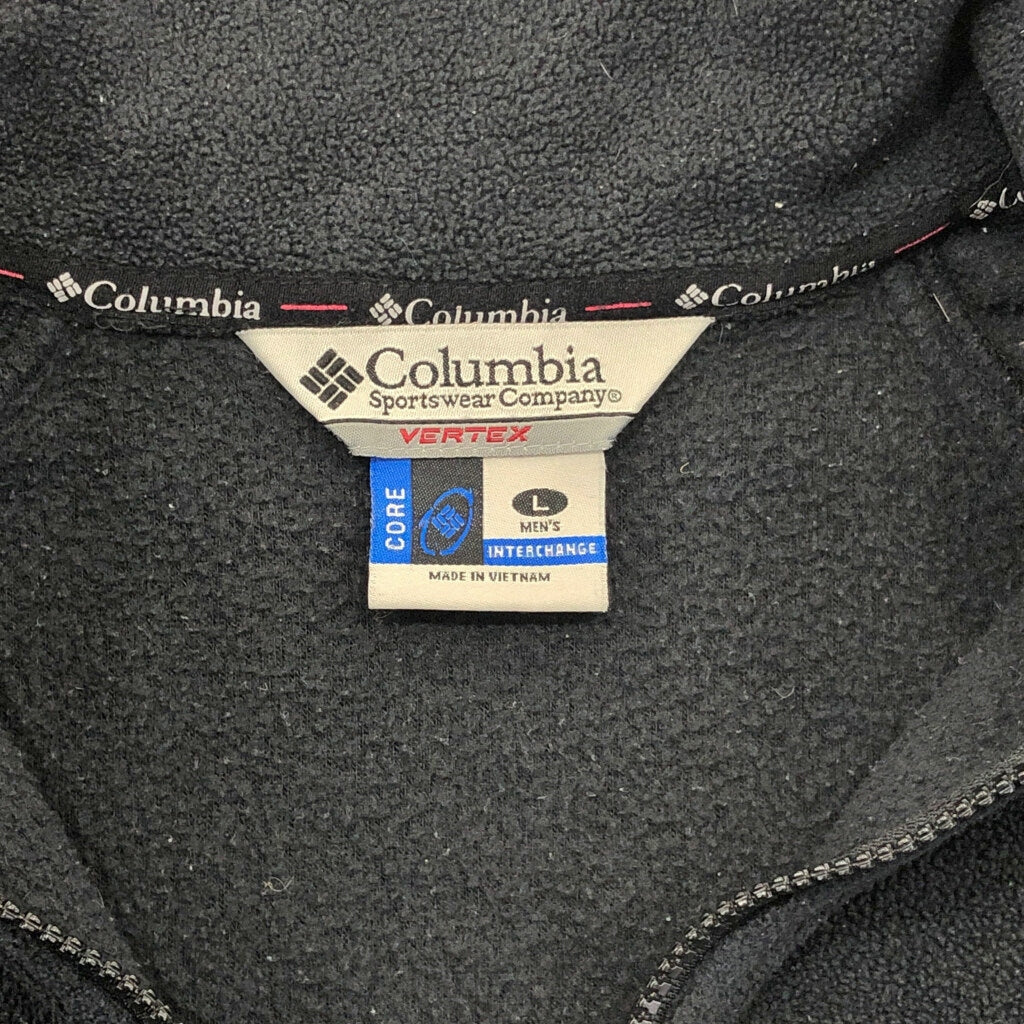 Columbia
Columbia
Columbia
Columbia
Sportswear Company®
VERTEX
CORE
L
MEN'S
INTERCHANGE
MADE IN VIETNAM